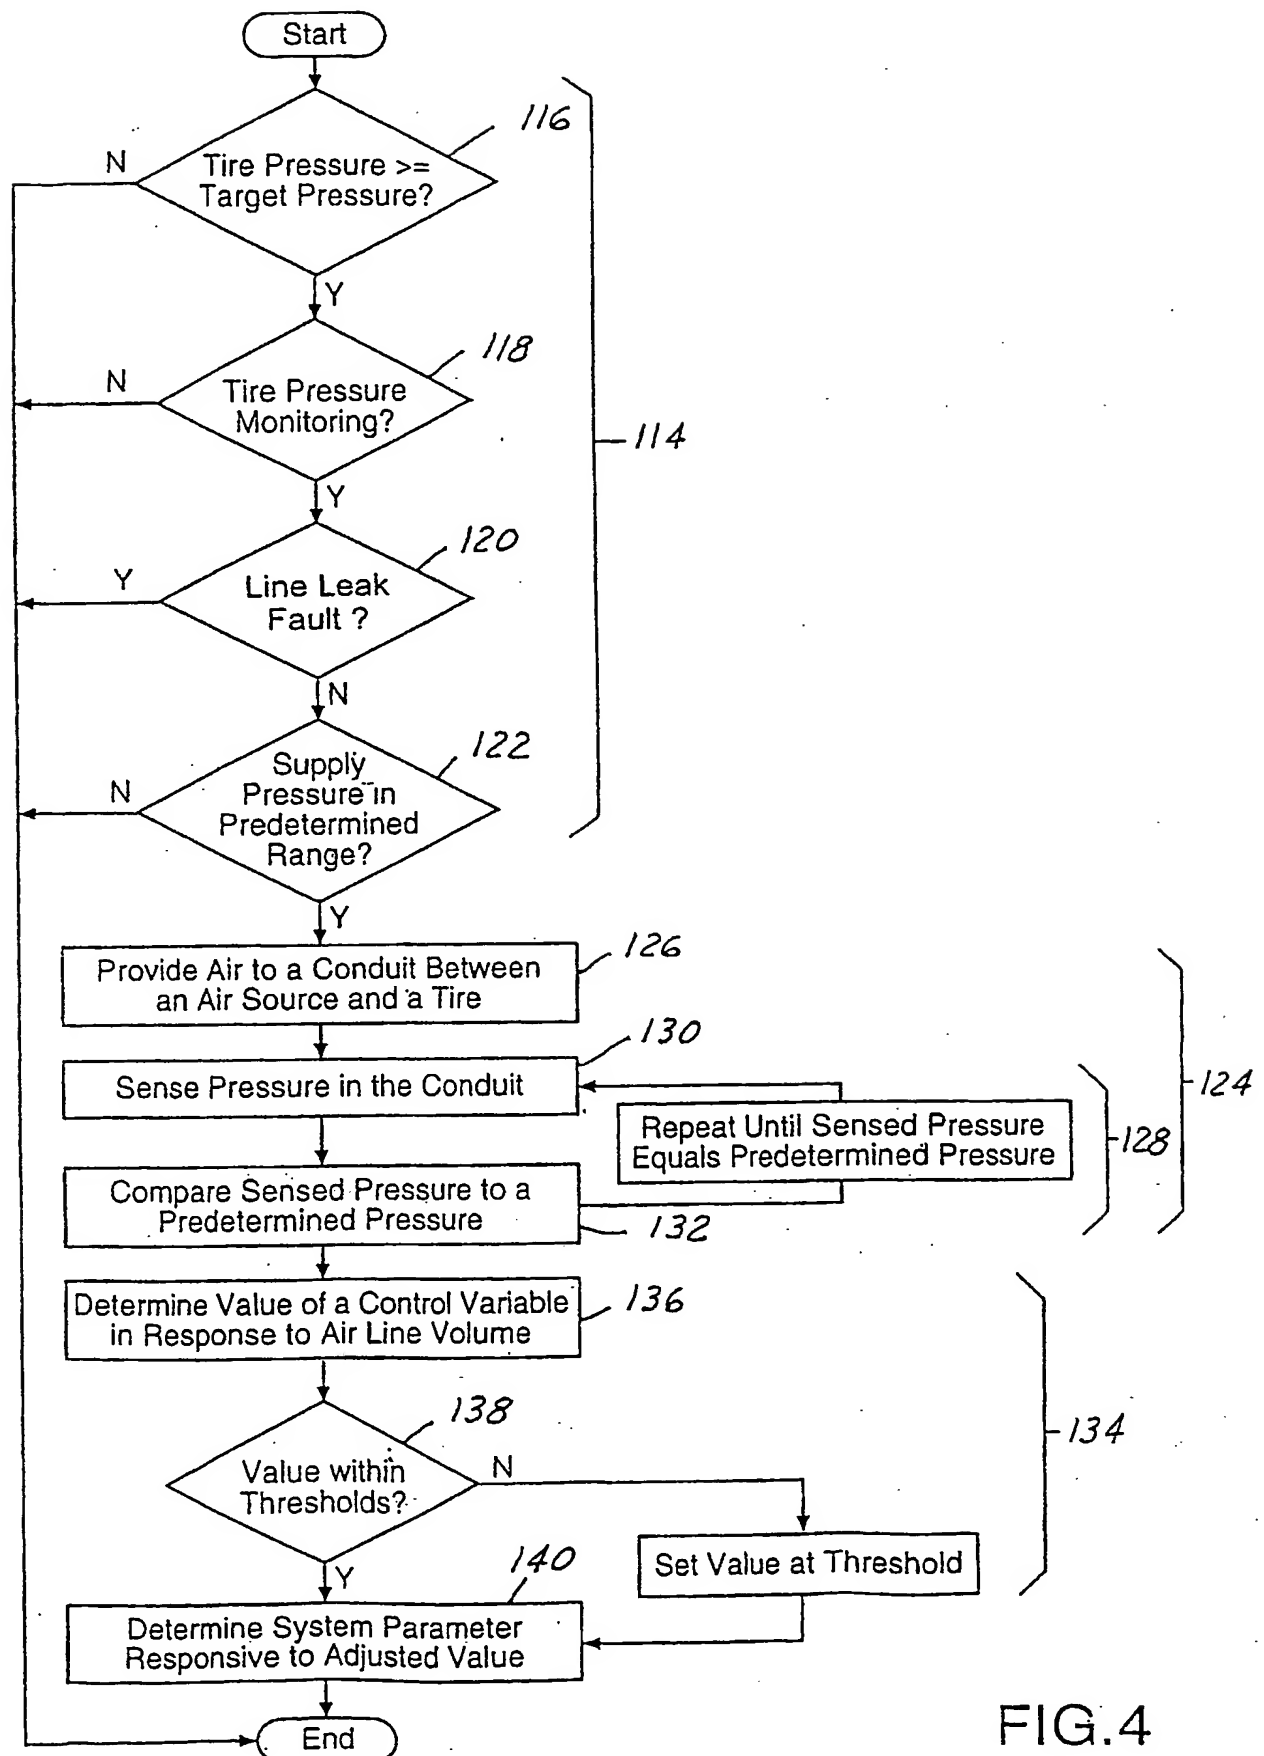 Start
116
N
Tire Pressure >=
Target Pressure?
Y
118
N
Tire Pressure
Monitoring?
114
Y
120
Y
Line Leak
Fault ?
N
122
N
Supply
Pressure in
Predetermined
Range?
Y
126
Provide Air to a Conduit Between
an Air Source and a Tire
130
Sense Pressure in the Conduit
124
Repeat Until Sensed Pressure
Equals Predetermined Pressure
128
Compare Sensed Pressure to a
Predetermined Pressure
132
136
Determine Value of a Control Variable
in Response to Air Line Volume
138
134
Value within
Thresholds?
N
Y
Set Value at Threshold
140
Determine System Parameter
Responsive to Adjusted Value
End
FIG.4